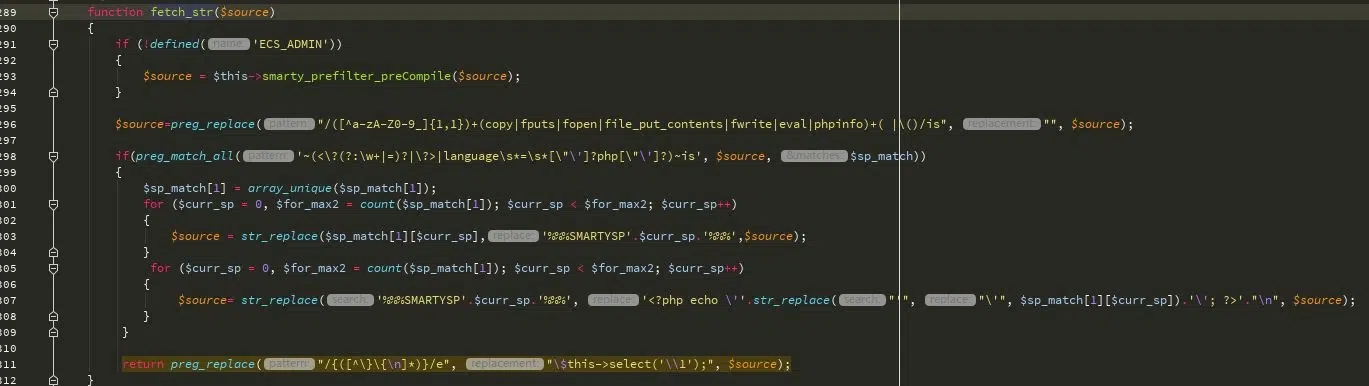 289 function fetch_str($source)
290 {
291 if (!defined( name: 'ECS_ADMIN'))
292 {
293 $source = $this->smarty_prefilter_preCompile($source);
294 }
295
296 $source=preg_replace( pattern: "/([^a-zA-Z0-9_]{1,1})+(copy|fputs|fopen|file_put_contents|fwrite|eval|phpinfo)+( |\()/is", replacement: "", $source);
297
298 if(preg_match_all( pattern: '~(<\?(?:\w+|=)?|\?>|language\s*=\s*[\"\']?php[\"\']?)~is', $source, &matches: $sp_match))
299 {
300 $sp_match[1] = array_unique($sp_match[1]);
301 for ($curr_sp = 0, $for_max2 = count($sp_match[1]); $curr_sp < $for_max2; $curr_sp++)
302 {
303 $source = str_replace($sp_match[1][$curr_sp], replace: '%%%SMARTYSP'.$curr_sp.'%%%',$source);
304 }
305 for ($curr_sp = 0, $for_max2 = count($sp_match[1]); $curr_sp < $for_max2; $curr_sp++)
306 {
307 $source= str_replace( search: '%%%SMARTYSP'.$curr_sp.'%%%', replace: '<?php echo \''.str_replace( search: "'", replace: "\'", $sp_match[1][$curr_sp]).'\'; ?>'."\n", $source);
308 }
309 }
310
311 return preg_replace( pattern: "/{([^\}\{\n]*)}/e", replacement: "\$this->select('\\1');", $source);
312 }